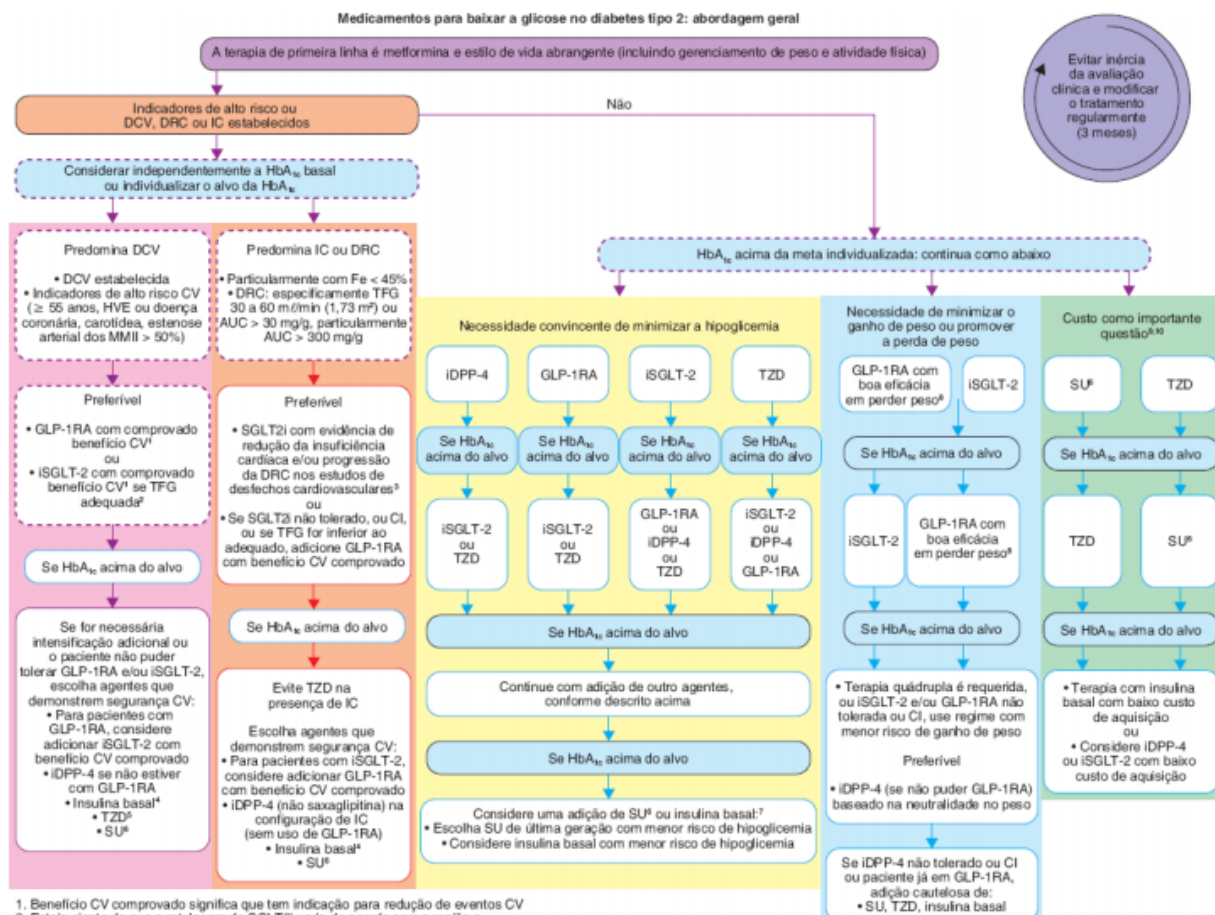 Medicamentos para baixar a glicose no diabetes tipo 2: abordagem geral
A terapia de primeira linha é metformina e estilo de vida abrangente (incluindo gerenciamento de peso e atividade física)
Evitar inércia
da avaliação
clínica e modificar
o tratamento
regularmente
(3 meses)
Indicadores de alto risco ou
DCV, DRC ou IC estabelecidos
Não
Considerar independentemente a HbA1c basal
ou individualizar o alvo da HbA1c
Predomina DCV
• DCV estabelecida
• Indicadores de alto risco CV
(≥ 55 anos, HVE ou doença
coronária, carotídea, estenose
arterial dos MMII > 50%)
Preferível
• GLP-1RA com comprovado
benefício CV¹
ou
• iSGLT-2 com comprovado
benefício CV¹ se TFG
adequada²
Se HbA1c acima do alvo
Se for necessária
intensificação adicional ou
o paciente não puder
tolerar GLP-1RA e/ou iSGLT-2,
escolha agentes que
demonstrem segurança CV:
• Para pacientes com
GLP-1RA, considere
adicionar iSGLT-2 com
benefício CV comprovado
• iDPP-4 se não estiver
com GLP-1RA
• Insulina basal⁴
• TZD⁵
• SU⁶
Predomina IC ou DRC
• Particularmente com Fe < 45%
• DRC: especificamente TFG
30 a 60 mℓ/min (1,73 m²) ou
AUC > 30 mg/g, particularmente
AUC > 300 mg/g
Preferível
• SGLT2i com evidência de
redução da insuficiência
cardíaca e/ou progressão
da DRC nos estudos de
desfechos cardiovasculares³
ou
• Se SGLT2i não tolerado, ou CI,
ou se TFG for inferior ao
adequado, adicione GLP-1RA
com benefício CV comprovado
Se HbA1c acima do alvo
Evite TZD na
presença de IC
Escolha agentes que
demonstrem segurança CV:
• Para pacientes com iSGLT-2,
considere adicionar GLP-1RA
com benefício CV comprovado
• iDPP-4 (não saxagliptina) na
configuração de IC
(sem uso de GLP-1RA)
• Insulina basal⁴
• SU⁶
HbA1c acima da meta individualizada: continua como abaixo
Necessidade convincente de minimizar a hipoglicemia
iDPP-4
GLP-1RA
iSGLT-2
TZD
Se HbA1c
acima do alvo
Se HbA1c
acima do alvo
Se HbA1c
acima do alvo
Se HbA1c
acima do alvo
iSGLT-2
ou
TZD
iSGLT-2
ou
TZD
GLP-1RA
ou
iDPP-4
ou
TZD
iSGLT-2
ou
iDPP-4
ou
GLP-1RA
Se HbA1c acima do alvo
Continue com adição de outro agentes,
conforme descrito acima
Se HbA1c acima do alvo
Considere uma adição de SU⁶ ou insulina basal:⁷
• Escolha SU de última geração com menor risco de hipoglicemia
• Considere insulina basal com menor risco de hipoglicemia
Necessidade de minimizar o
ganho de peso ou promover
a perda de peso
GLP-1RA com
boa eficácia
em perder peso⁸
iSGLT-2
Se HbA1c acima do alvo
iSGLT-2
GLP-1RA com
boa eficácia
em perder peso⁸
Se HbA1c acima do alvo
• Terapia quádrupla é requerida,
ou iSGLT-2 e/ou GLP-1RA não
tolerada ou CI, use regime com
menor risco de ganho de peso
Preferível
• iDPP-4 (se não puder GLP-1RA)
baseado na neutralidade no peso
Se iDPP-4 não tolerado ou CI
ou paciente já em GLP-1RA,
adição cautelosa de:
• SU, TZD, insulina basal
Custo como importante
questão⁹,¹⁰
SU⁶
TZD
Se HbA1c acima do alvo
TZD
SU⁶
Se HbA1c acima do alvo
• Terapia com insulina
basal com baixo custo
de aquisição
ou
• Considere iDPP-4
ou iSGLT-2 com baixo
custo de aquisição
1. Benefício CV comprovado significa que tem indicação para redução de eventos CV